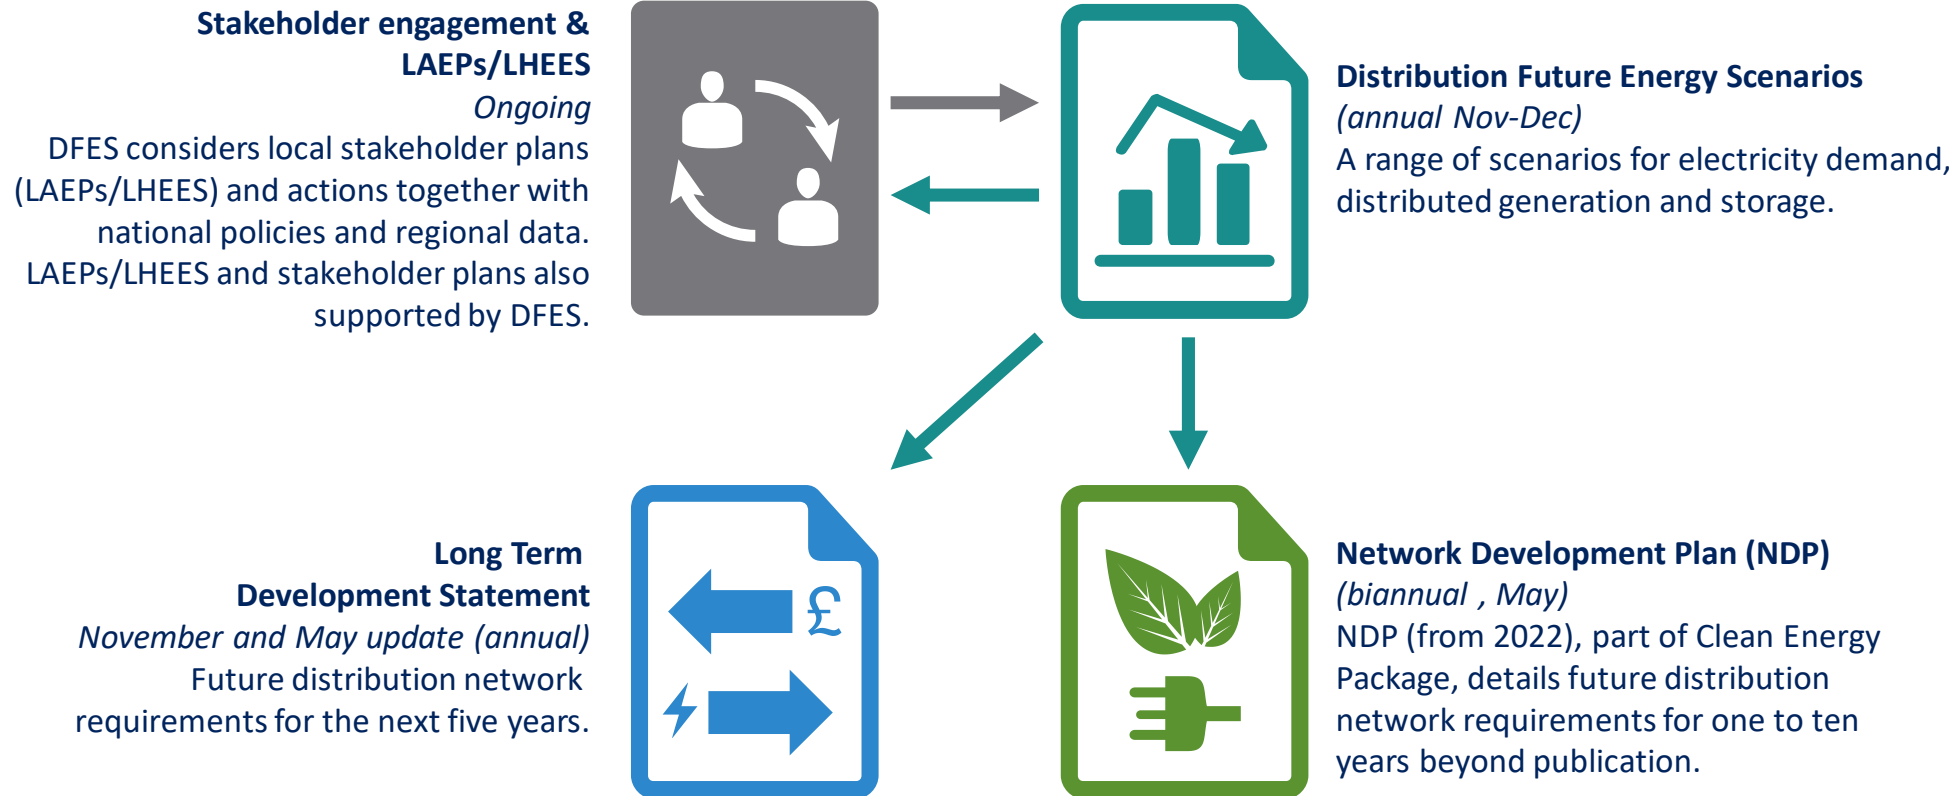 Stakeholder engagement &
LAEPs/LHEES
Ongoing
DFES considers local stakeholder plans
(LAEPs/LHEES) and actions together with
national policies and regional data.
LAEPs/LHEES and stakeholder plans also
supported by DFES.
Distribution Future Energy Scenarios
(annual Nov-Dec)
A range of scenarios for electricity demand,
distributed generation and storage.
Long Term
Development Statement
November and May update (annual)
Future distribution network
requirements for the next five years.
£
Network Development Plan (NDP)
(biannual , May)
NDP (from 2022), part of Clean Energy
Package, details future distribution
network requirements for one to ten
years beyond publication.